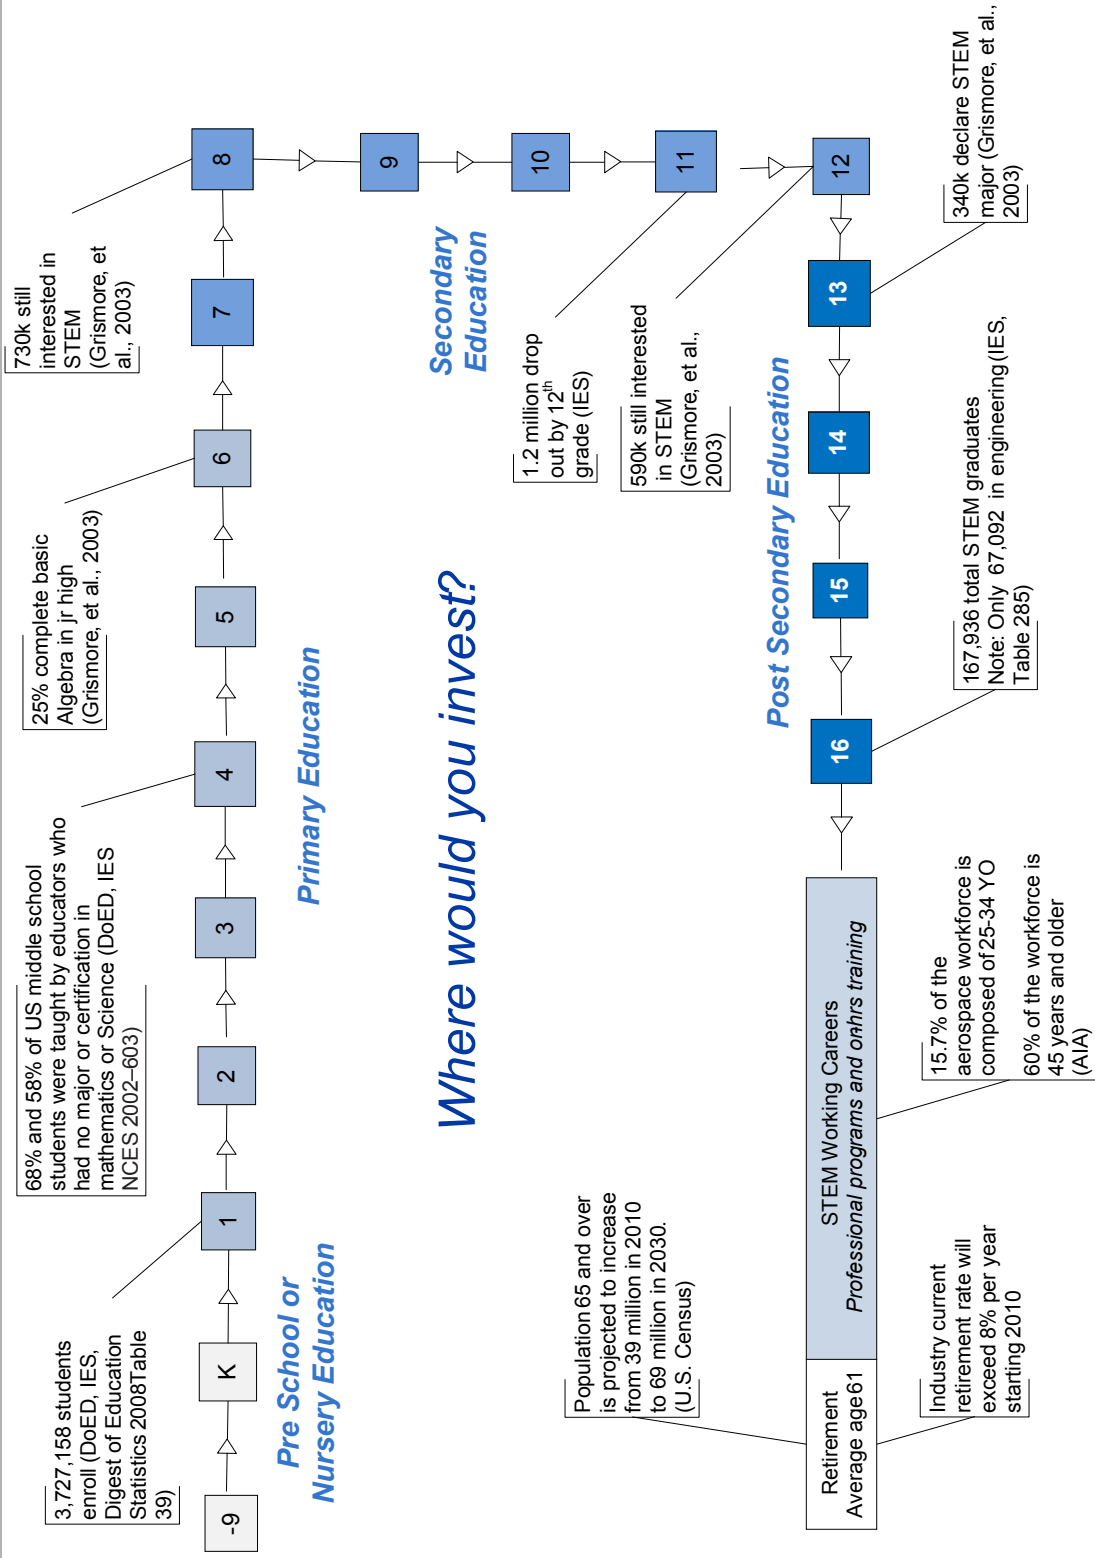 3,727,158 students
enroll (DoED, IES,
Digest of Education
Statistics 2008Table
39)
68% and 58% of US middle school
students were taught by educators who
had no major or certification in
mathematics or Science (DoED, IES
NCES 2002–603)
25% complete basic
Algebra in jr high
(Grismore, et al., 2003)
730k still
interested in
STEM
(Grismore, et
al., 2003)
-9
K
1
2
3
4
5
6
7
8
Pre School or
Nursery Education
Primary Education
9
10
11
12
Secondary
Education
Where would you invest?
1.2 million drop
out by 12th
grade (IES)
590k still interested
in STEM
(Grismore, et al.,
2003)
Post Secondary Education
Population 65 and over
is projected to increase
from 39 million in 2010
to 69 million in 2030.
(U.S. Census)
Retirement
Average age61
STEM Working Careers
Professional programs and onhrs training
16
15
14
13
Industry current
retirement rate will
exceed 8% per year
starting 2010
15.7% of the
aerospace workforce is
composed of 25-34 YO
60% of the workforce is
45 years and older
(AIA)
167,936 total STEM graduates
Note: Only 67,092 in engineering(IES,
Table 285)
340k declare STEM
major (Grismore, et al.,
2003)